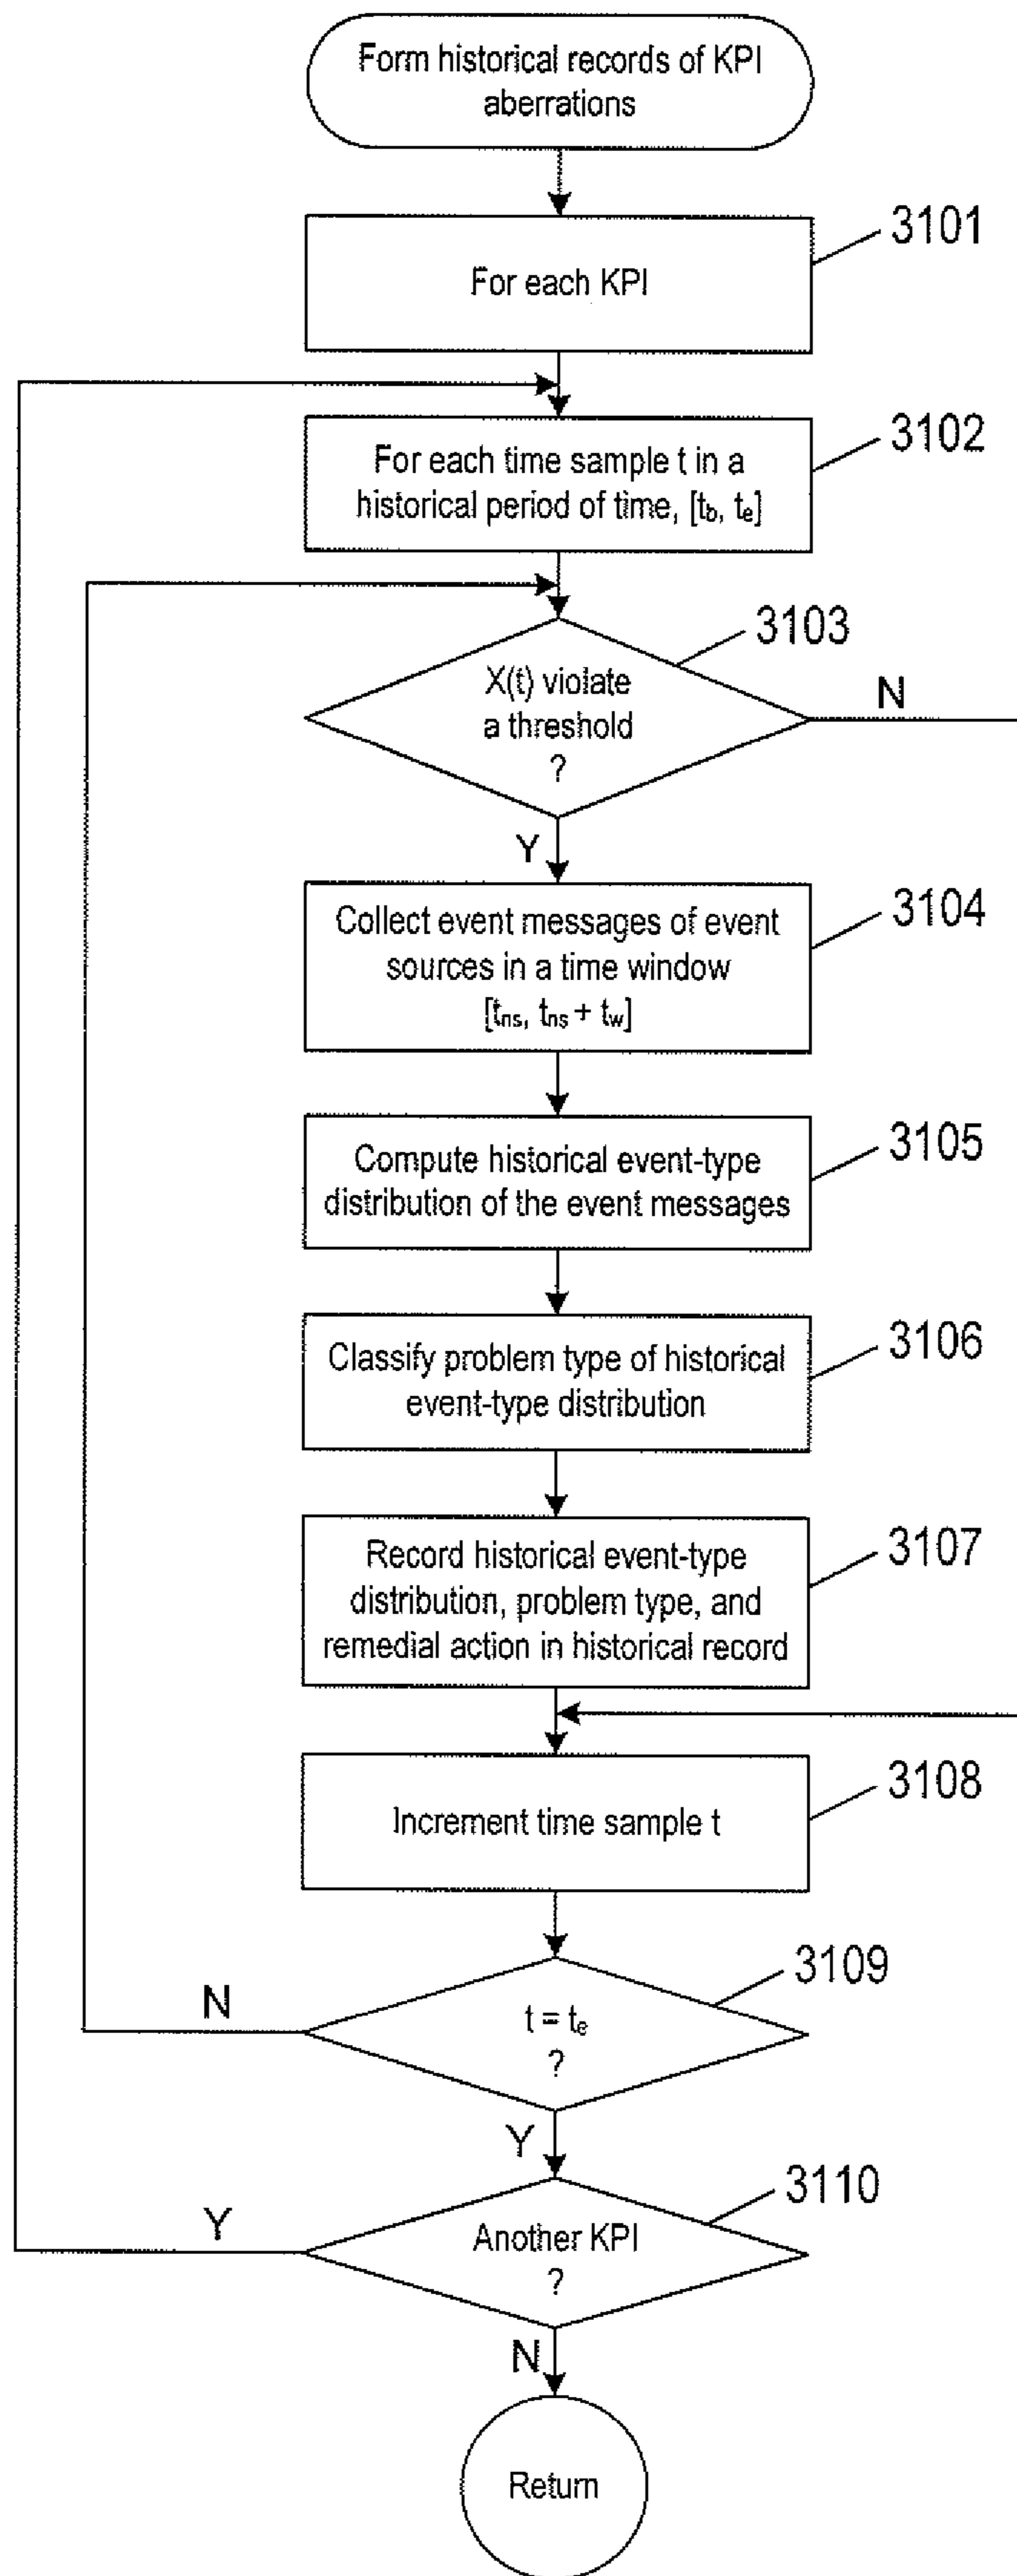 Form historical records of KPI
aberrations
3101
For each KPI
3102
For each time sample t in a
historical period of time, [tb, te]
3103
X(t) violate
a threshold
?
N
Y
3104
Collect event messages of event
sources in a time window
[tns, tns + tw]
3105
Compute historical event-type
distribution of the event messages
3106
Classify problem type of historical
event-type distribution
3107
Record historical event-type
distribution, problem type, and
remedial action in historical record
3108
Increment time sample t
3109
N
t = te
?
Y
3110
Y
Another KPI
?
N
Return